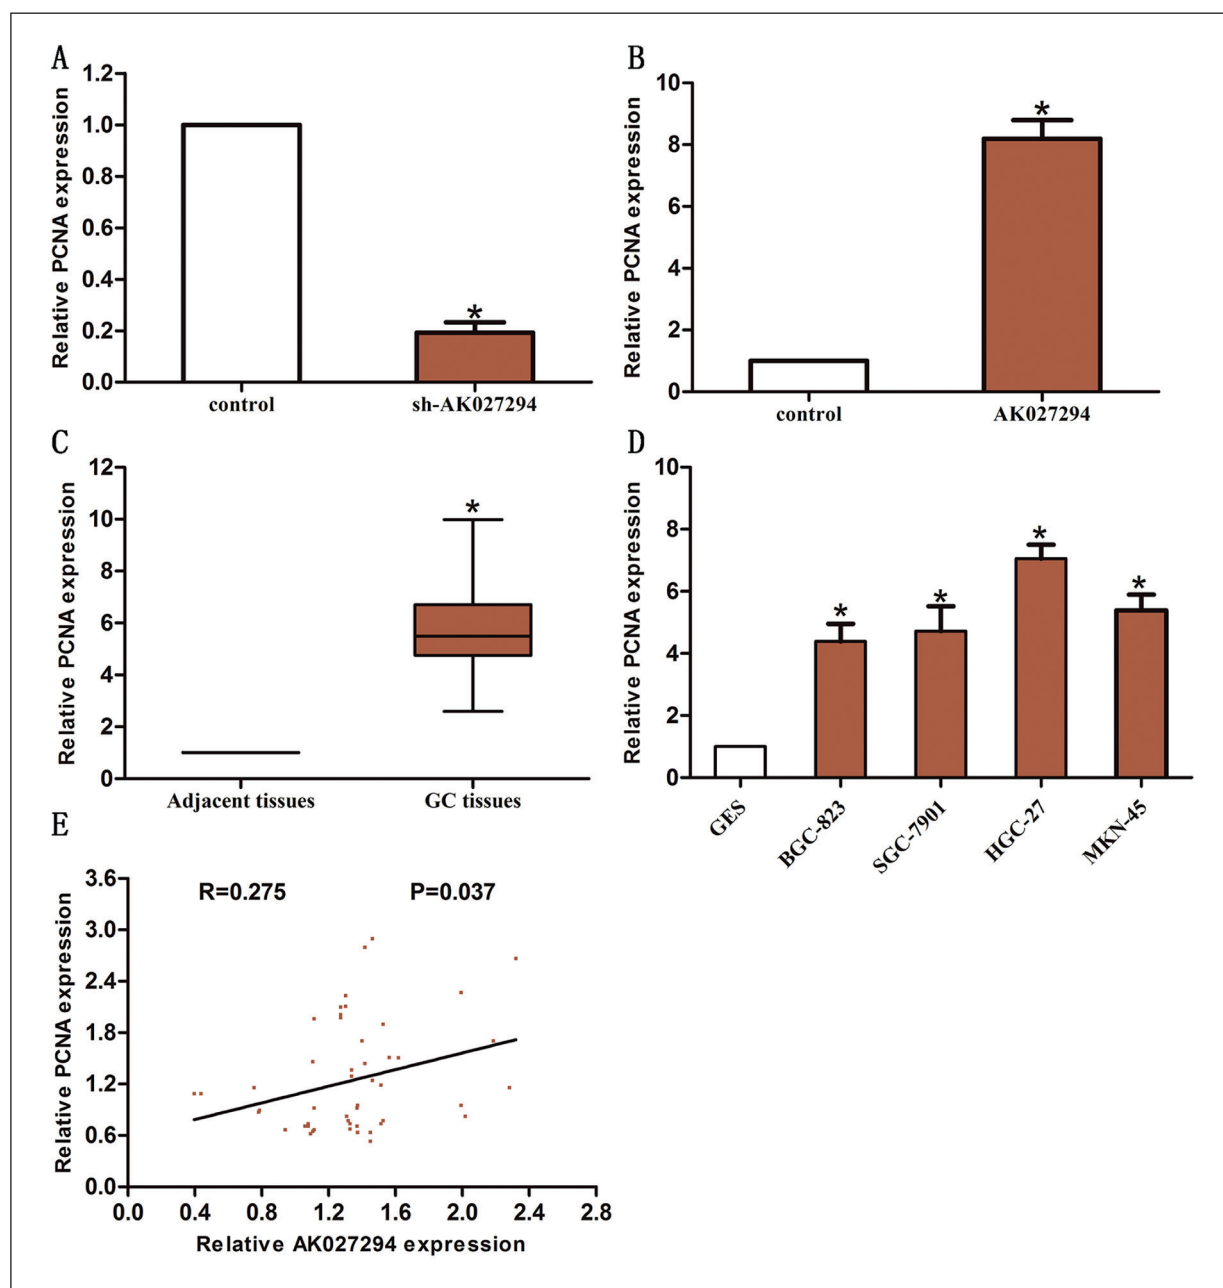 A
Relative PCNA expression
1.2
1.0
0.8
0.6
0.4
0.2
0.0
*
control
sh-AK027294
B
Relative PCNA expression
10
8
6
4
2
0
*
control
AK027294
C
Relative PCNA expression
12
10
8
6
4
2
0
*
Adjacent tissues
GC tissues
D
Relative PCNA expression
10
8
6
4
2
0
*
*
*
*
GES
BGC-823
SGC-7901
HGC-27
MKN-45
E
Relative PCNA expression
3.6
3.0
2.4
1.8
1.2
0.6
0.0
R=0.275
P=0.037
0.0 0.4 0.8 1.2 1.6 2.0 2.4 2.8
Relative AK027294 expression